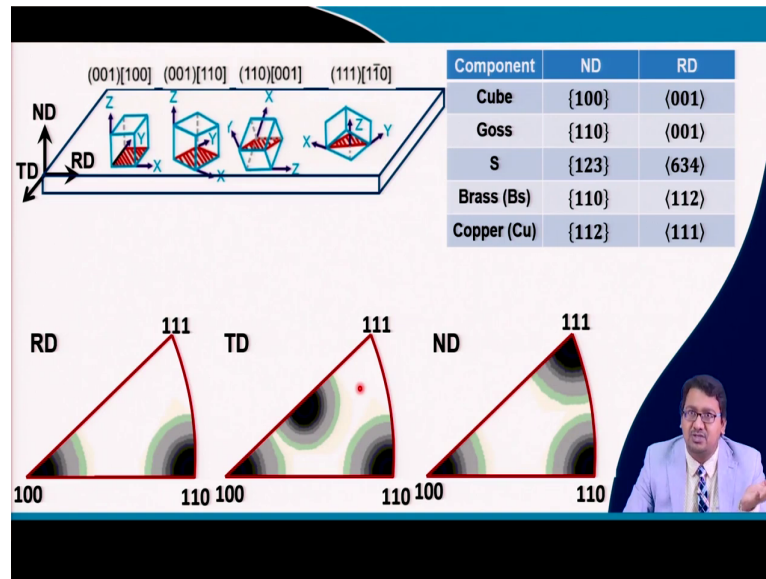 (001)[100] (001)[110] (110)[001] (111)[11̄0]
ND
TD
RD
Z
Y
X
Z
Y
X
X
Y
Z
Z
X
Y
Component ND RD
Cube {100} ⟨001⟩
Goss {110} ⟨001⟩
S {123} ⟨634⟩
Brass (Bs) {110} ⟨112⟩
Copper (Cu) {112} ⟨111⟩
RD 111
100 110
TD 111
100 110
ND 111
100 110